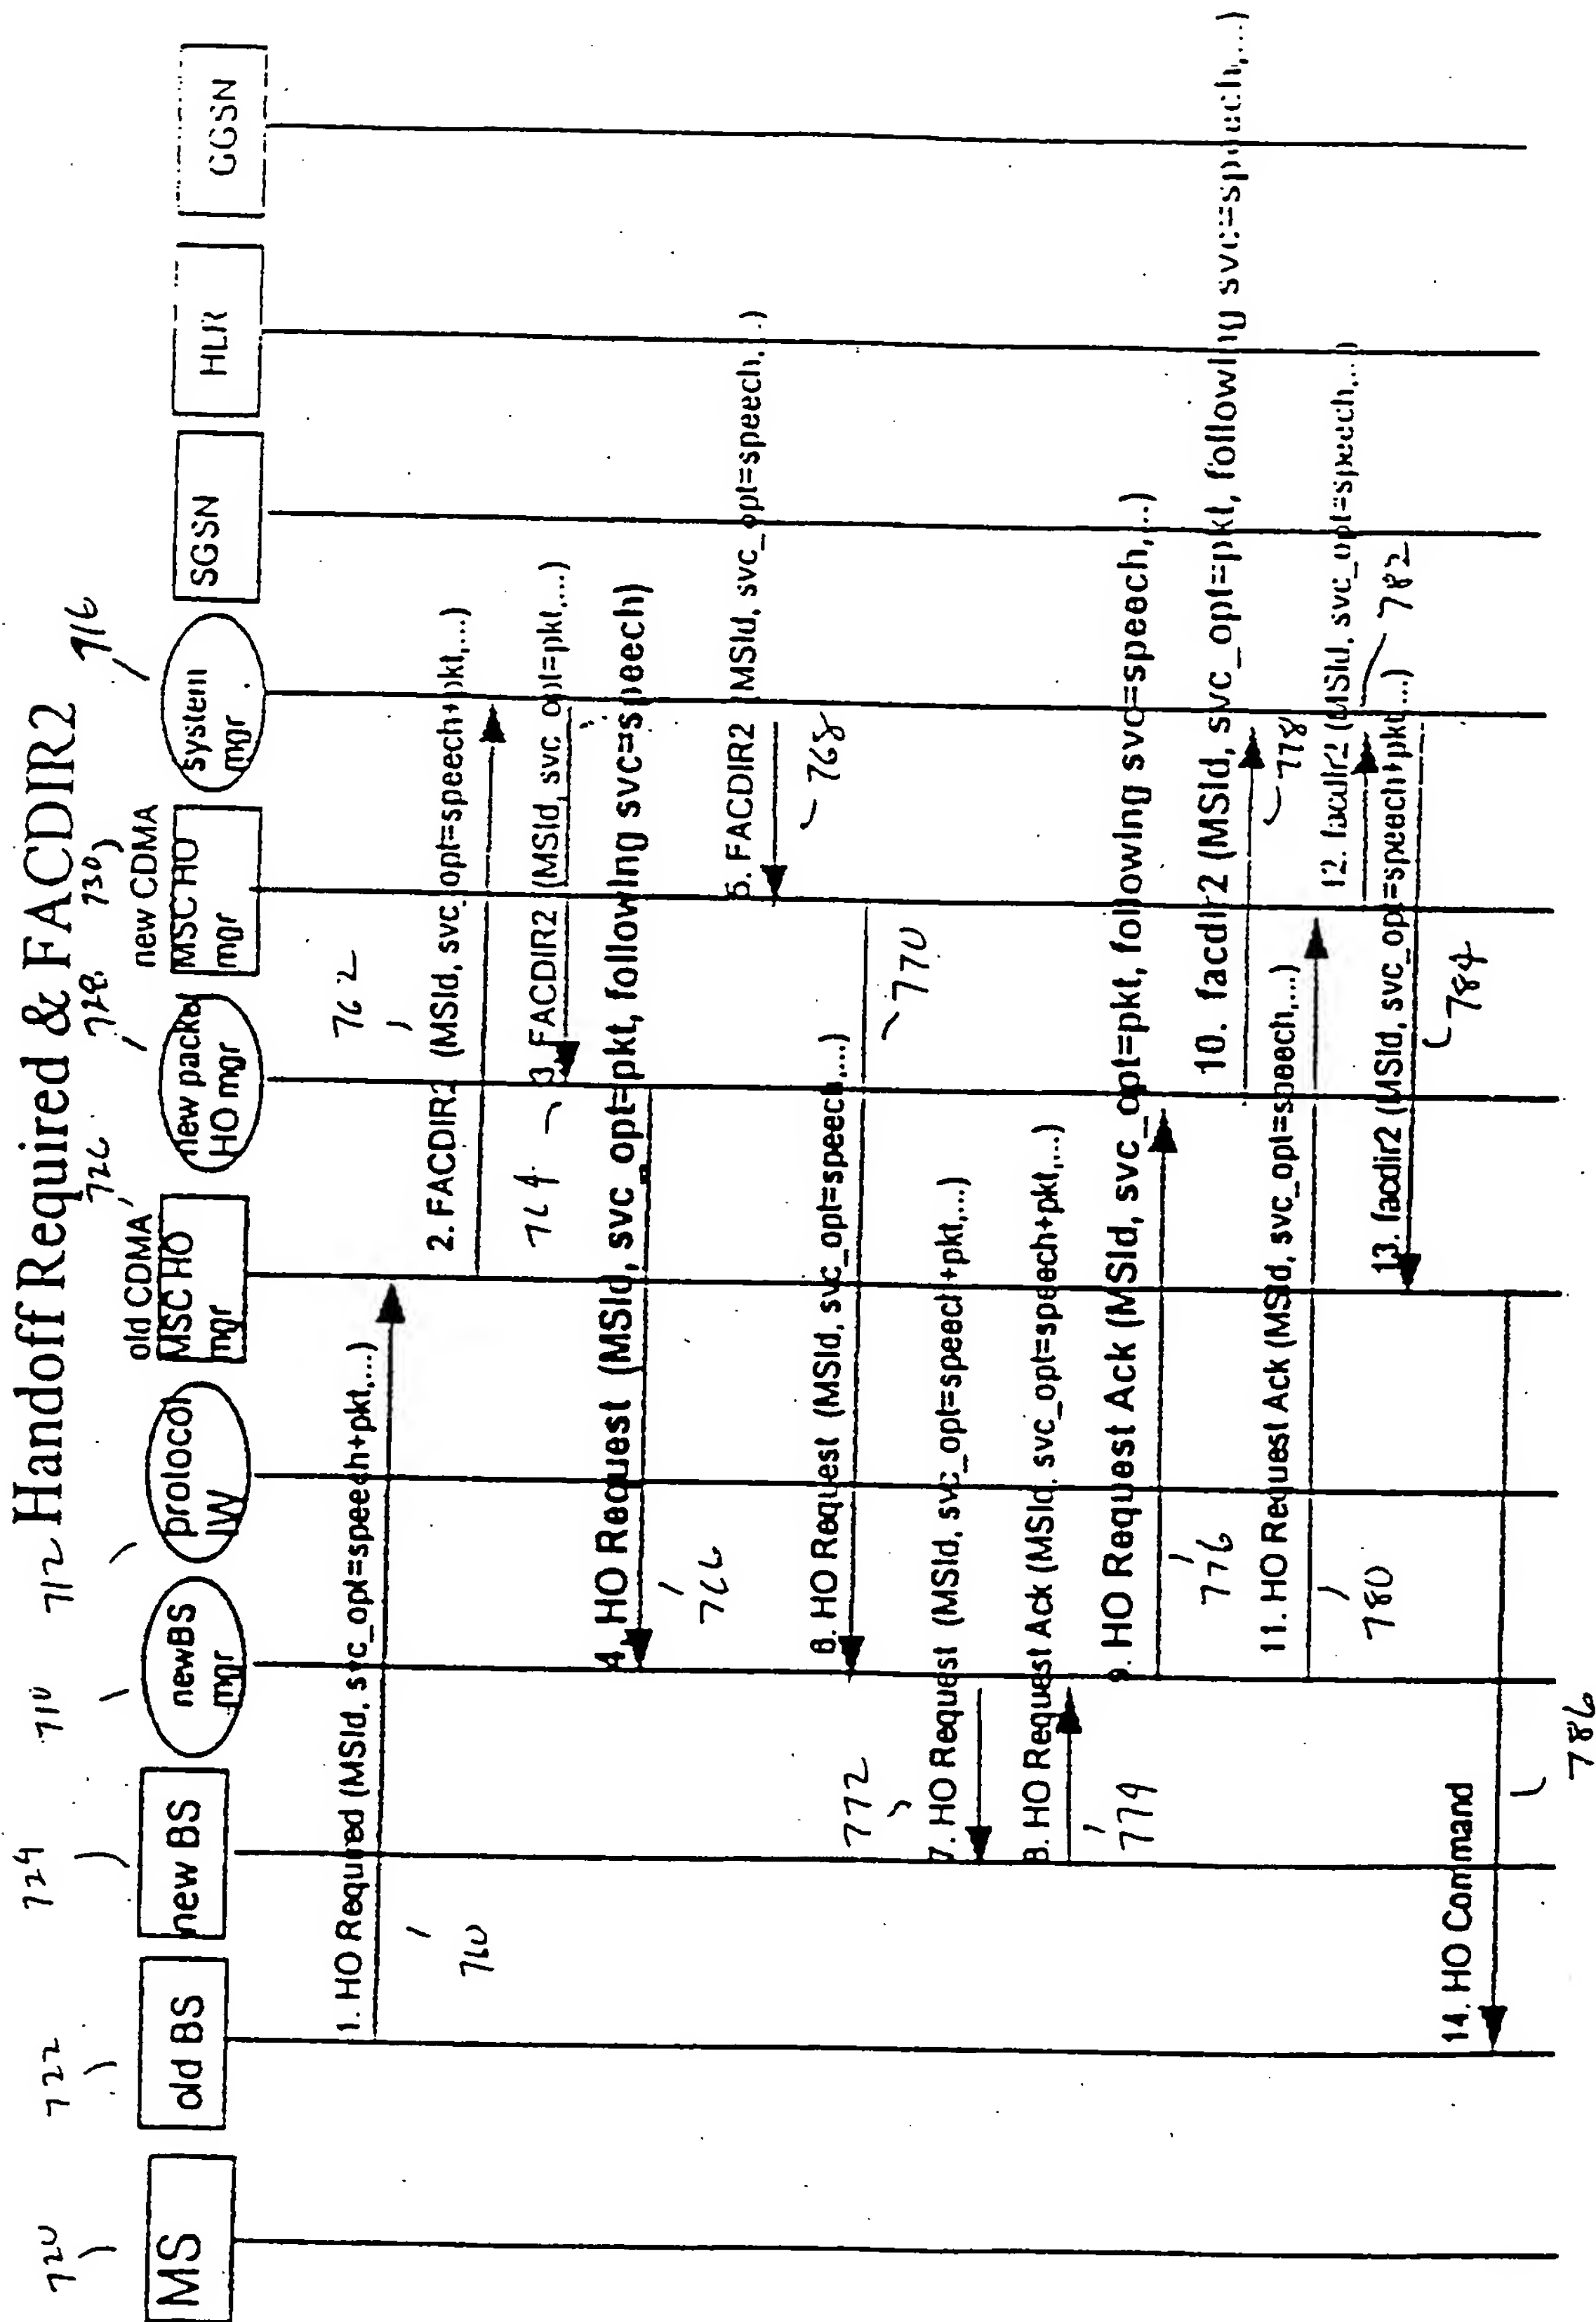 Handoff Required & FACDIR2
720
722
724
710
712
726
728
730
716
MS
old BS
new BS
newBS
mgr
protocol
IW
old CDMA
MSC HO
mgr
HO mgr
new CDMA
MSC HO
mgr
system
mgr
SGSN
HLR
GGSN
1. HO Required (MSId, svc_opt=speech+pkt,...)
760
762
2. FACDIR2 (MSId, svc_opt=speech+pkt,...)
3. FACDIR2 (MSId, svc_opt=pkt,...)
764
4. HO Request (MSId, svc_opt=pkt, following svc=speech)
766
5. FACDIR2 (MSId, svc_opt=speech,...)
768
6. HO Request (MSId, svc_opt=speech,...)
770
772
7. HO Request (MSId, svc_opt=speech+pkt,...)
8. HO Request Ack (MSId, svc_opt=speech+pkt,...)
774
9. HO Request Ack (MSId, svc_opt=pkt, following svc=speech,...)
776
10. facdir2 (MSId, svc_opt=pkt, following svc=speech,...)
778
11. HO Request Ack (MSId, svc_opt=speech,...)
780
12. facdir2 (MSId, svc_opt=speech,...)
782
13. facdir2 (MSId, svc_opt=speech+pkt,...)
784
14. HO Command
786